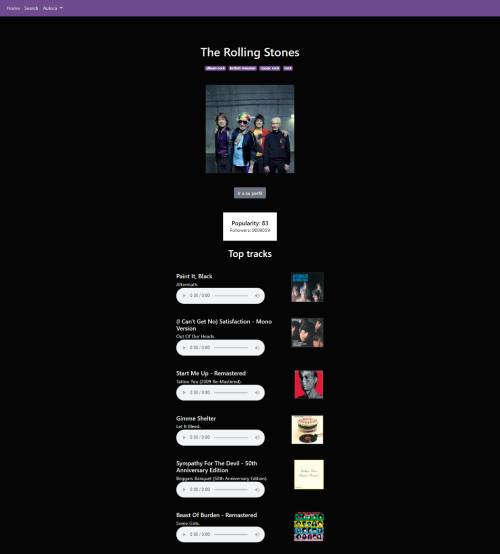 Home Search Autora
The Rolling Stones
album rock british invasion classic rock rock
Ir a su perfil
Popularity: 83
Followers: 9009059
Top tracks
Paint It, Black
Aftermath.
0:00 / 0:00
(I Can't Get No) Satisfaction - Mono
Version
Out Of Our Heads.
0:00 / 0:00
Start Me Up - Remastered
Tattoo You (2009 Re-Mastered).
0:00 / 0:00
Gimme Shelter
Let It Bleed.
0:00 / 0:00
Sympathy For The Devil - 50th
Anniversary Edition
Beggars Banquet (50th Anniversary Edition).
0:00 / 0:00
Beast Of Burden - Remastered
Some Girls.
0:00 / 0:00